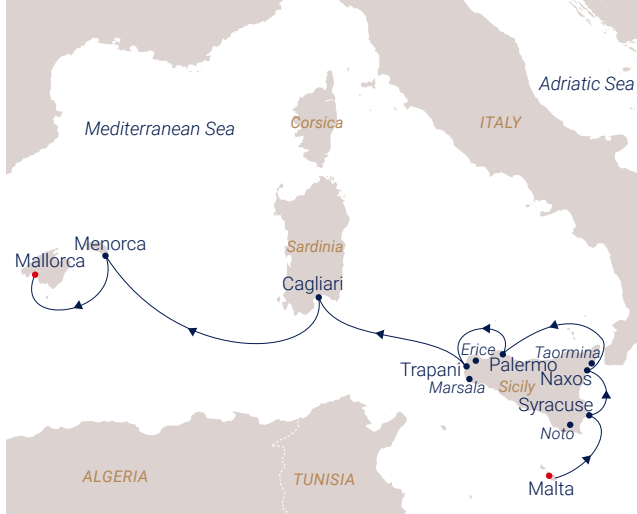 Adriatic Sea
Corsica
ITALY
Mediterranean Sea
Menorca
Sardinia
Mallorca
Cagliari
Erice
Taormina
Trapani
Palermo
Naxos
Marsala
Sicily
Syracuse
Noto
ALGERIA
TUNISIA
Malta